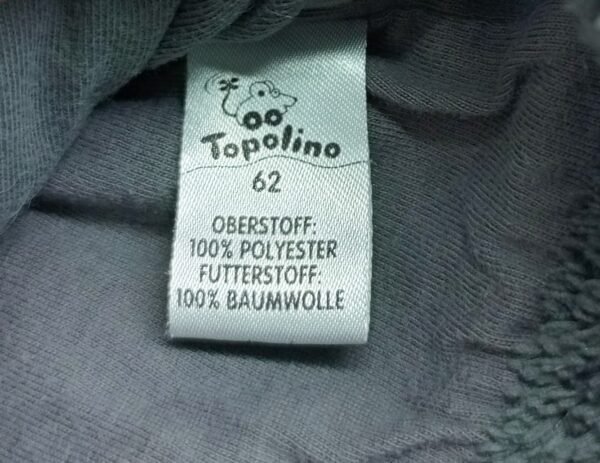 Topolino
62
OBERSTOFF:
100% POLYESTER
FUTTERSTOFF:
100% BAUMWOLLE